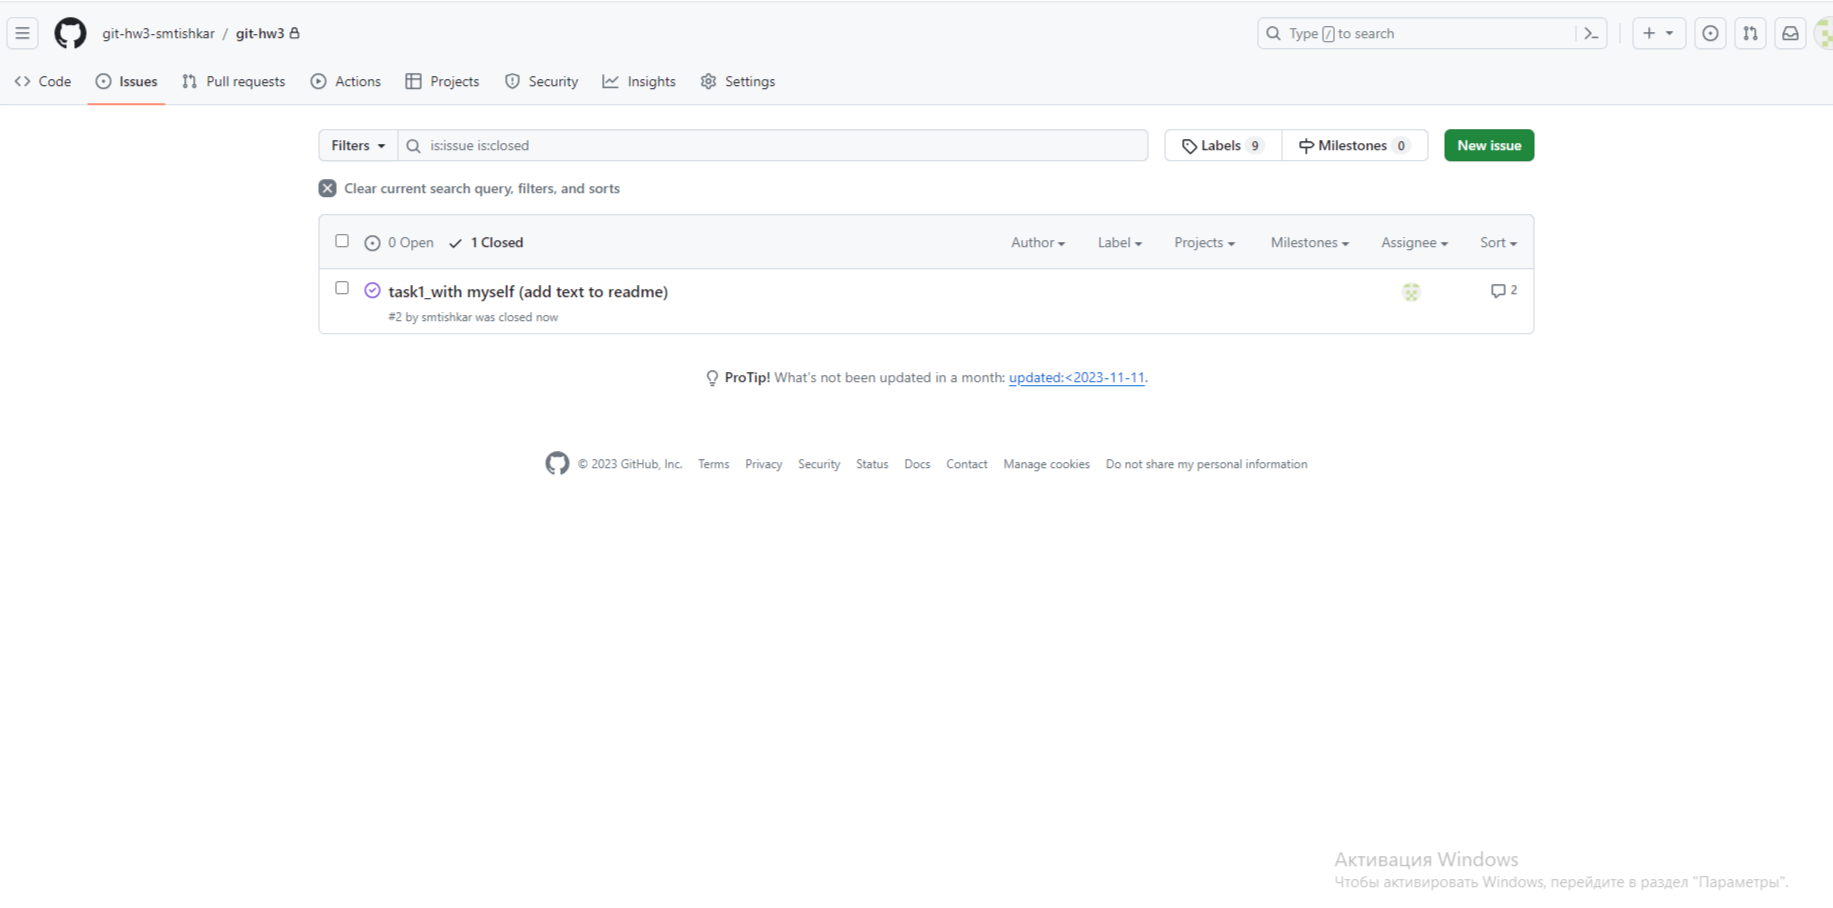 git-hw3-smtishkar / git-hw3
Type / to search
Code Issues Pull requests Actions Projects Security Insights Settings
Filters is:issue is:closed Labels 9 Milestones 0 New issue
Clear current search query, filters, and sorts
0 Open 1 Closed Author Label Projects Milestones Assignee Sort
task1_with myself (add text to readme) 2
#2 by smtishkar was closed now
ProTip! What's not been updated in a month: updated:<2023-11-11.
© 2023 GitHub, Inc. Terms Privacy Security Status Docs Contact Manage cookies Do not share my personal information
Активация Windows
Чтобы активировать Windows, перейдите в раздел "Параметры".